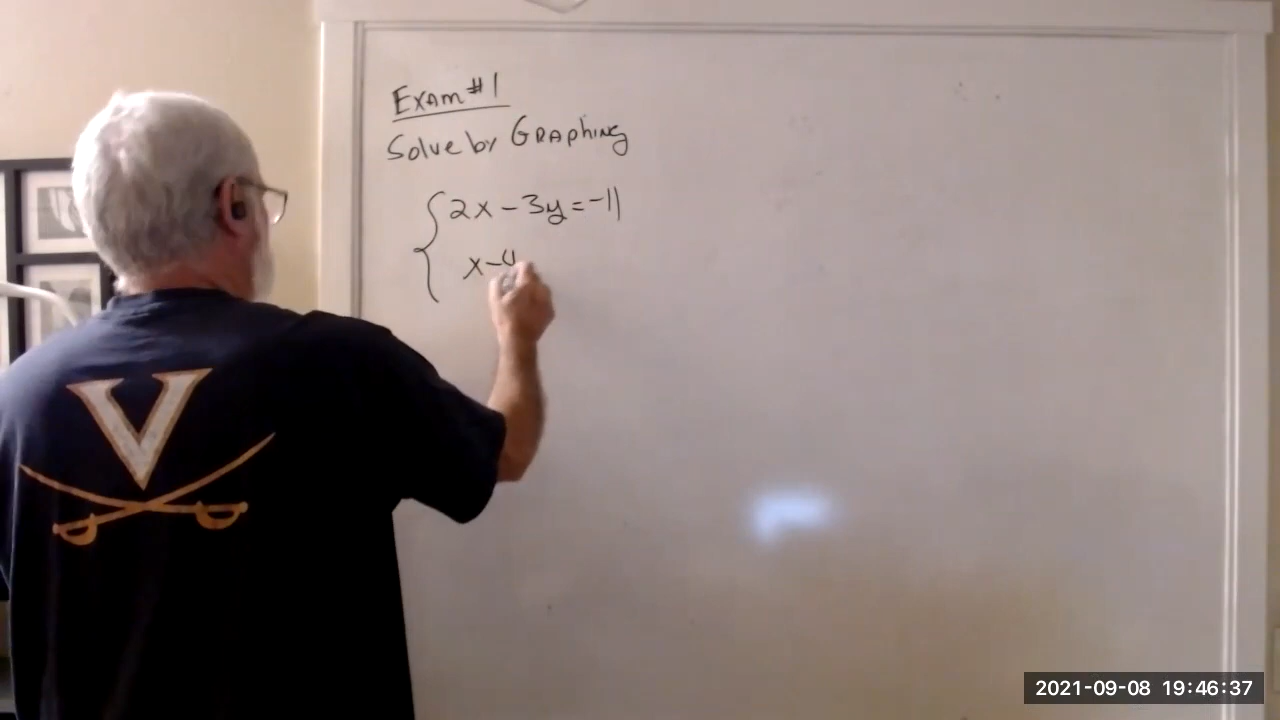 Exam #1
Solve by Graphing
2x - 3y = -11
x - y
V
2021-09-08 19:46:37